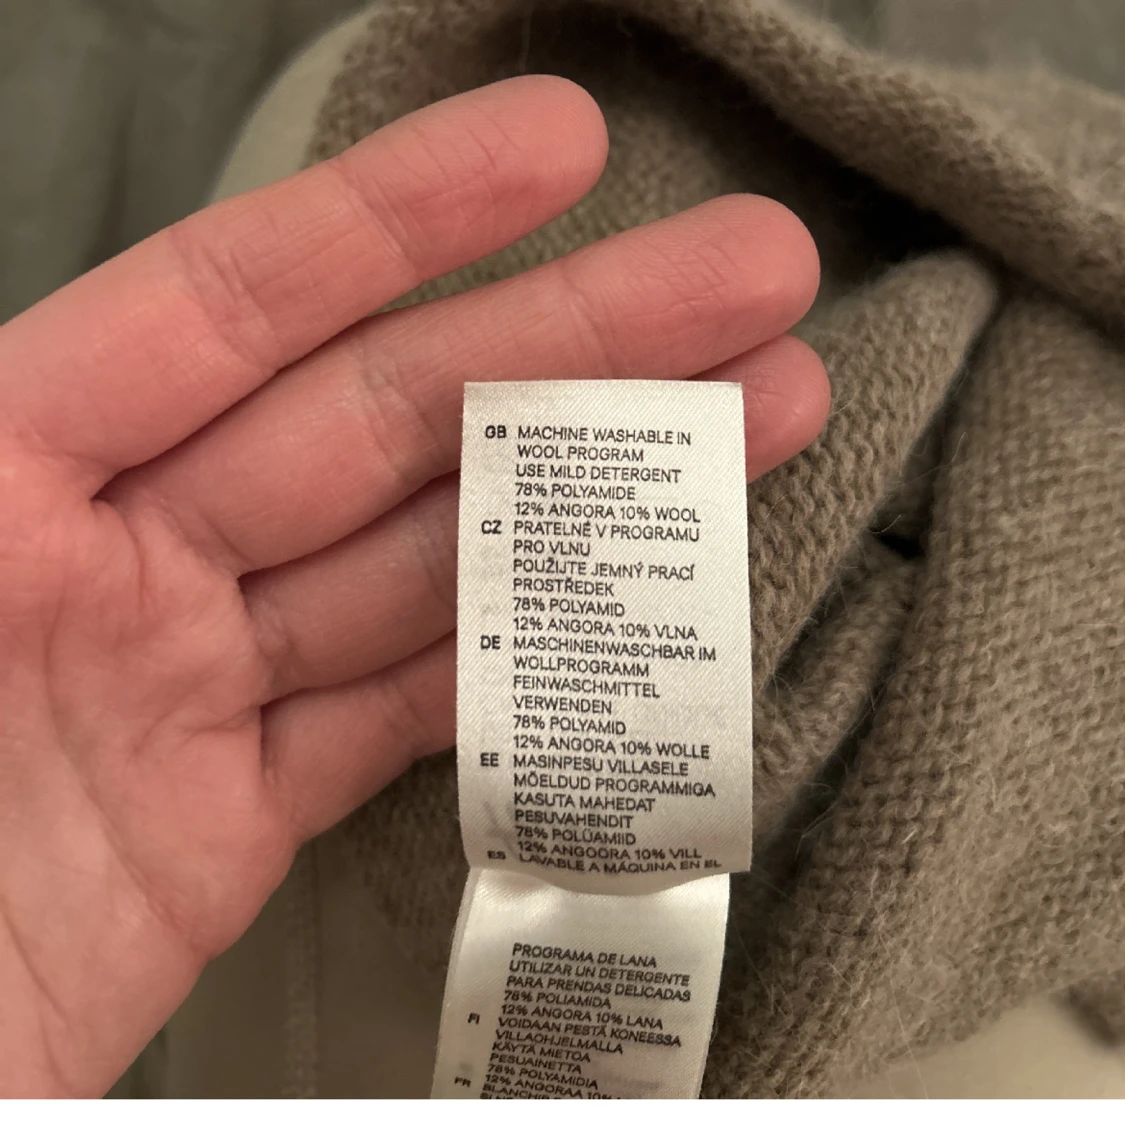 GB MACHINE WASHABLE IN
WOOL PROGRAM
USE MILD DETERGENT
78% POLYAMIDE
12% ANGORA 10% WOOL
CZ PRATELNÉ V PROGRAMU
PRO VLNU
POUŽIJTE JEMNÝ PRACÍ
PROSTŘEDEK
78% POLYAMID
12% ANGORA 10% VLNA
DE MASCHINENWASCHBAR IM
WOLLPROGRAMM
FEINWASCHMITTEL
VERWENDEN
78% POLYAMID
12% ANGORA 10% WOLLE
EE MASINPESU VILLASELE
MÕELDUD PROGRAMMIGA
KASUTA MAHEDAT
PESUVAHENDIT
78% POLÜAMIID
12% ANGOORA 10% VILL
ES LAVABLE A MÁQUINA EN EL
PROGRAMA DE LANA
UTILIZAR UN DETERGENTE
PARA PRENDAS DELICADAS
78% POLIAMIDA
12% ANGORA 10% LANA
FI VOIDAAN PESTÄ KONEESSA
VILLAOHJELMALLA
KÄYTÄ MIETOA
PESUAINETTA
78% POLYAMIDIA
12% ANGORAA 10%
FR